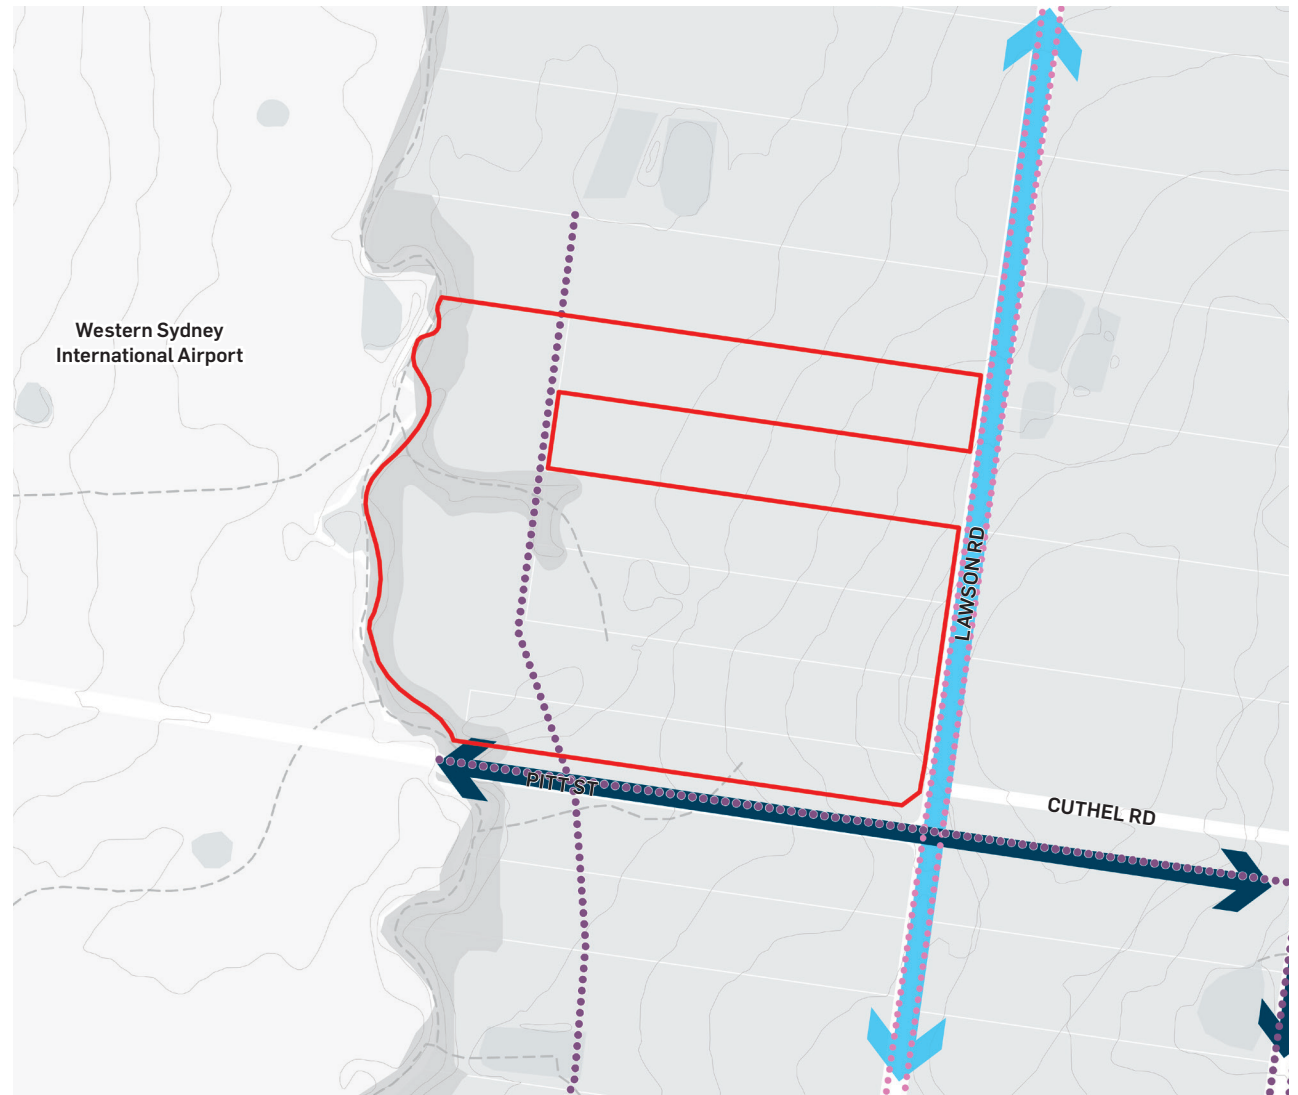 Western Sydney
International Airport
LAWSON RD
PITT ST
CUTHEL RD